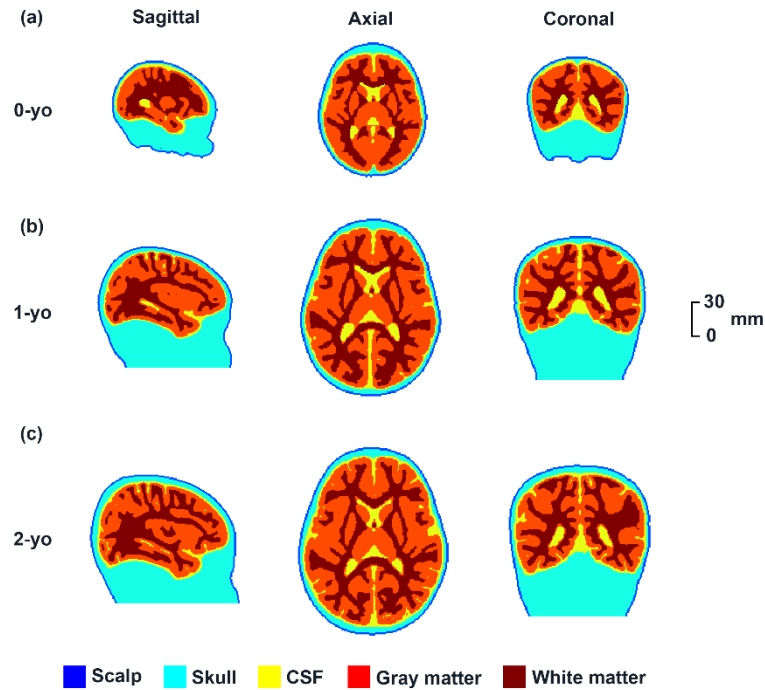 (a)
Sagittal Axial Coronal
0-yo
(b)
1-yo
30
0 mm
(c)
2-yo
Scalp Skull CSF Gray matter White matter